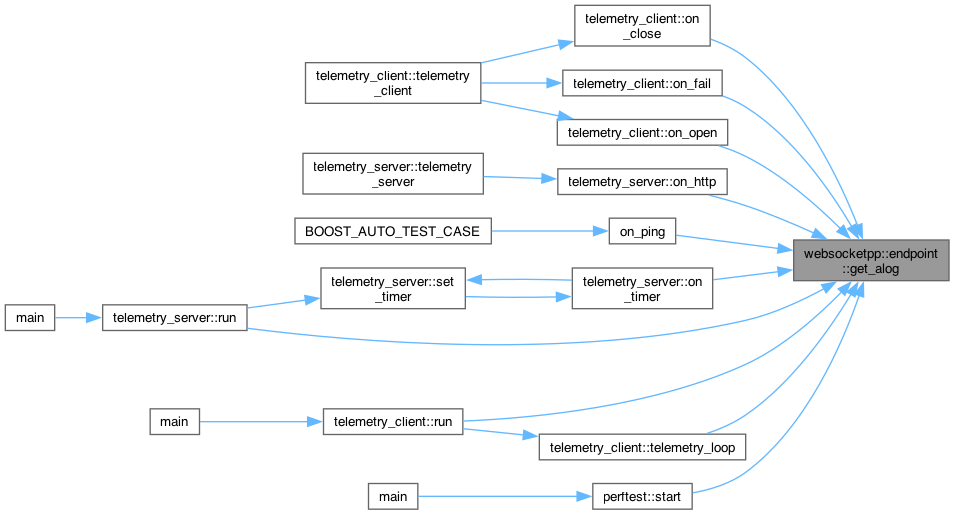 telemetry_client::on
_close
telemetry_client::telemetry
_client
telemetry_client::on_fail
telemetry_client::on_open
telemetry_server::telemetry
_server
telemetry_server::on_http
BOOST_AUTO_TEST_CASE
on_ping
websocketpp::endpoint
::get_alog
telemetry_server::set
_timer
telemetry_server::on
_timer
main
telemetry_server::run
main
telemetry_client::run
telemetry_client::telemetry_loop
main
perftest::start